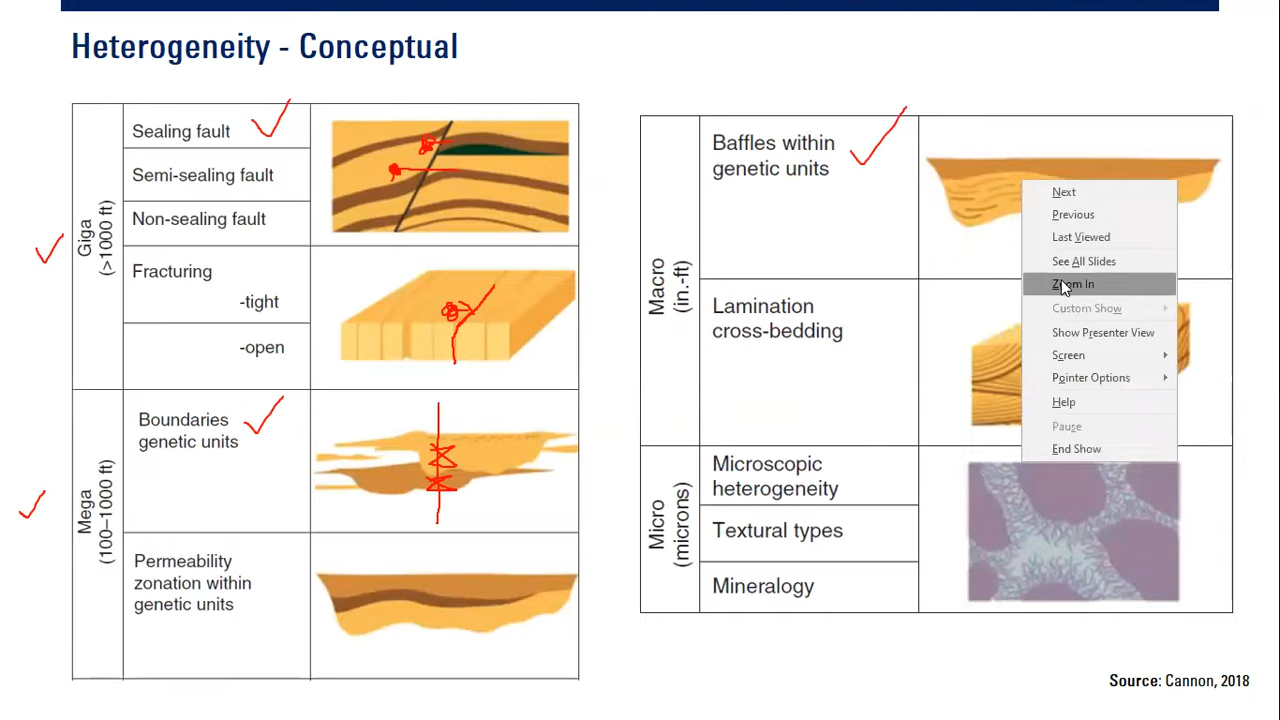 Heterogeneity - Conceptual
Giga
(>1000 ft)
Sealing fault
Semi-sealing fault
Non-sealing fault
Fracturing
-tight
-open
Mega
(100–1000 ft)
Boundaries
genetic units
Permeability
zonation within
genetic units
Macro
(in.-ft)
Baffles within
genetic units
Lamination
cross-bedding
Micro
(microns)
Microscopic
heterogeneity
Textural types
Mineralogy
Next
Previous
Last Viewed
See All Slides
Zoom In
Custom Show
Show Presenter View
Screen
Pointer Options
Help
Pause
End Show
Source: Cannon, 2018